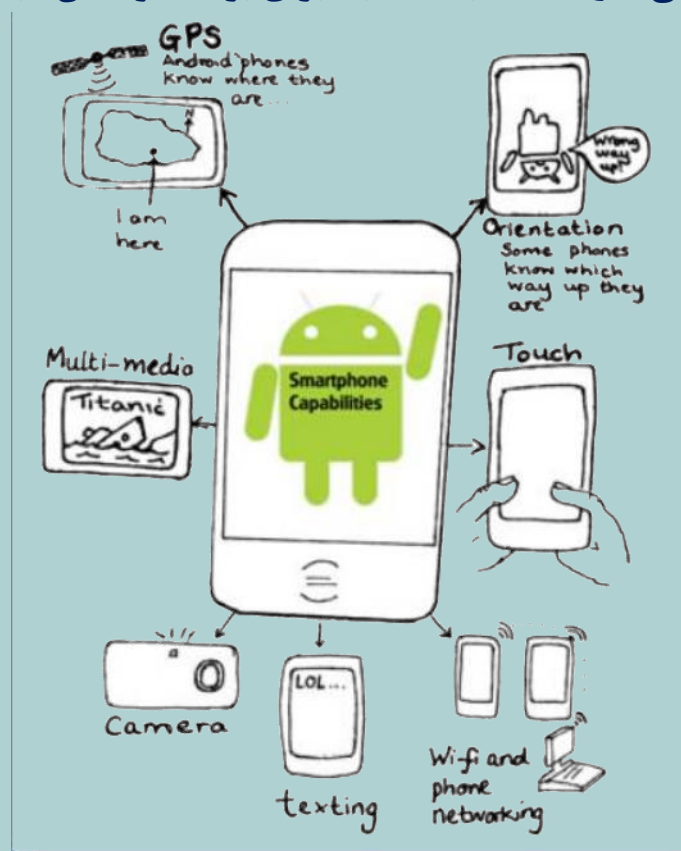 GPS
Android phones
know where they
are...
N
I am
here
Wrong
way
up!
Orientation
Some phones
know which
way up they
are
Multi-media
Titanic
Smartphone
Capabilities
Touch
Camera
LOL...
texting
Wi-fi and
phone
networking